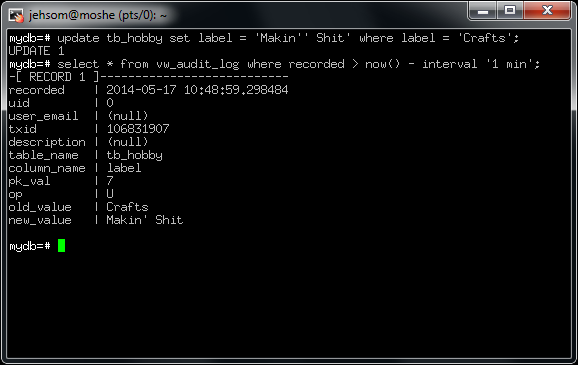 jehsom@moshe (pts/0): ~
mydb=# update tb_hobby set label = 'Makin'' Shit' where label = 'Crafts';
UPDATE 1
mydb=# select * from vw_audit_log where recorded > now() - interval '1 min';
-[ RECORD 1 ]---------------------------
recorded    | 2014-05-17 10:48:59.298484
uid         | 0
user_email  | (null)
txid        | 106831907
description | (null)
table_name  | tb_hobby
column_name | label
pk_val      | 7
op          | U
old_value   | Crafts
new_value   | Makin' Shit
mydb=#